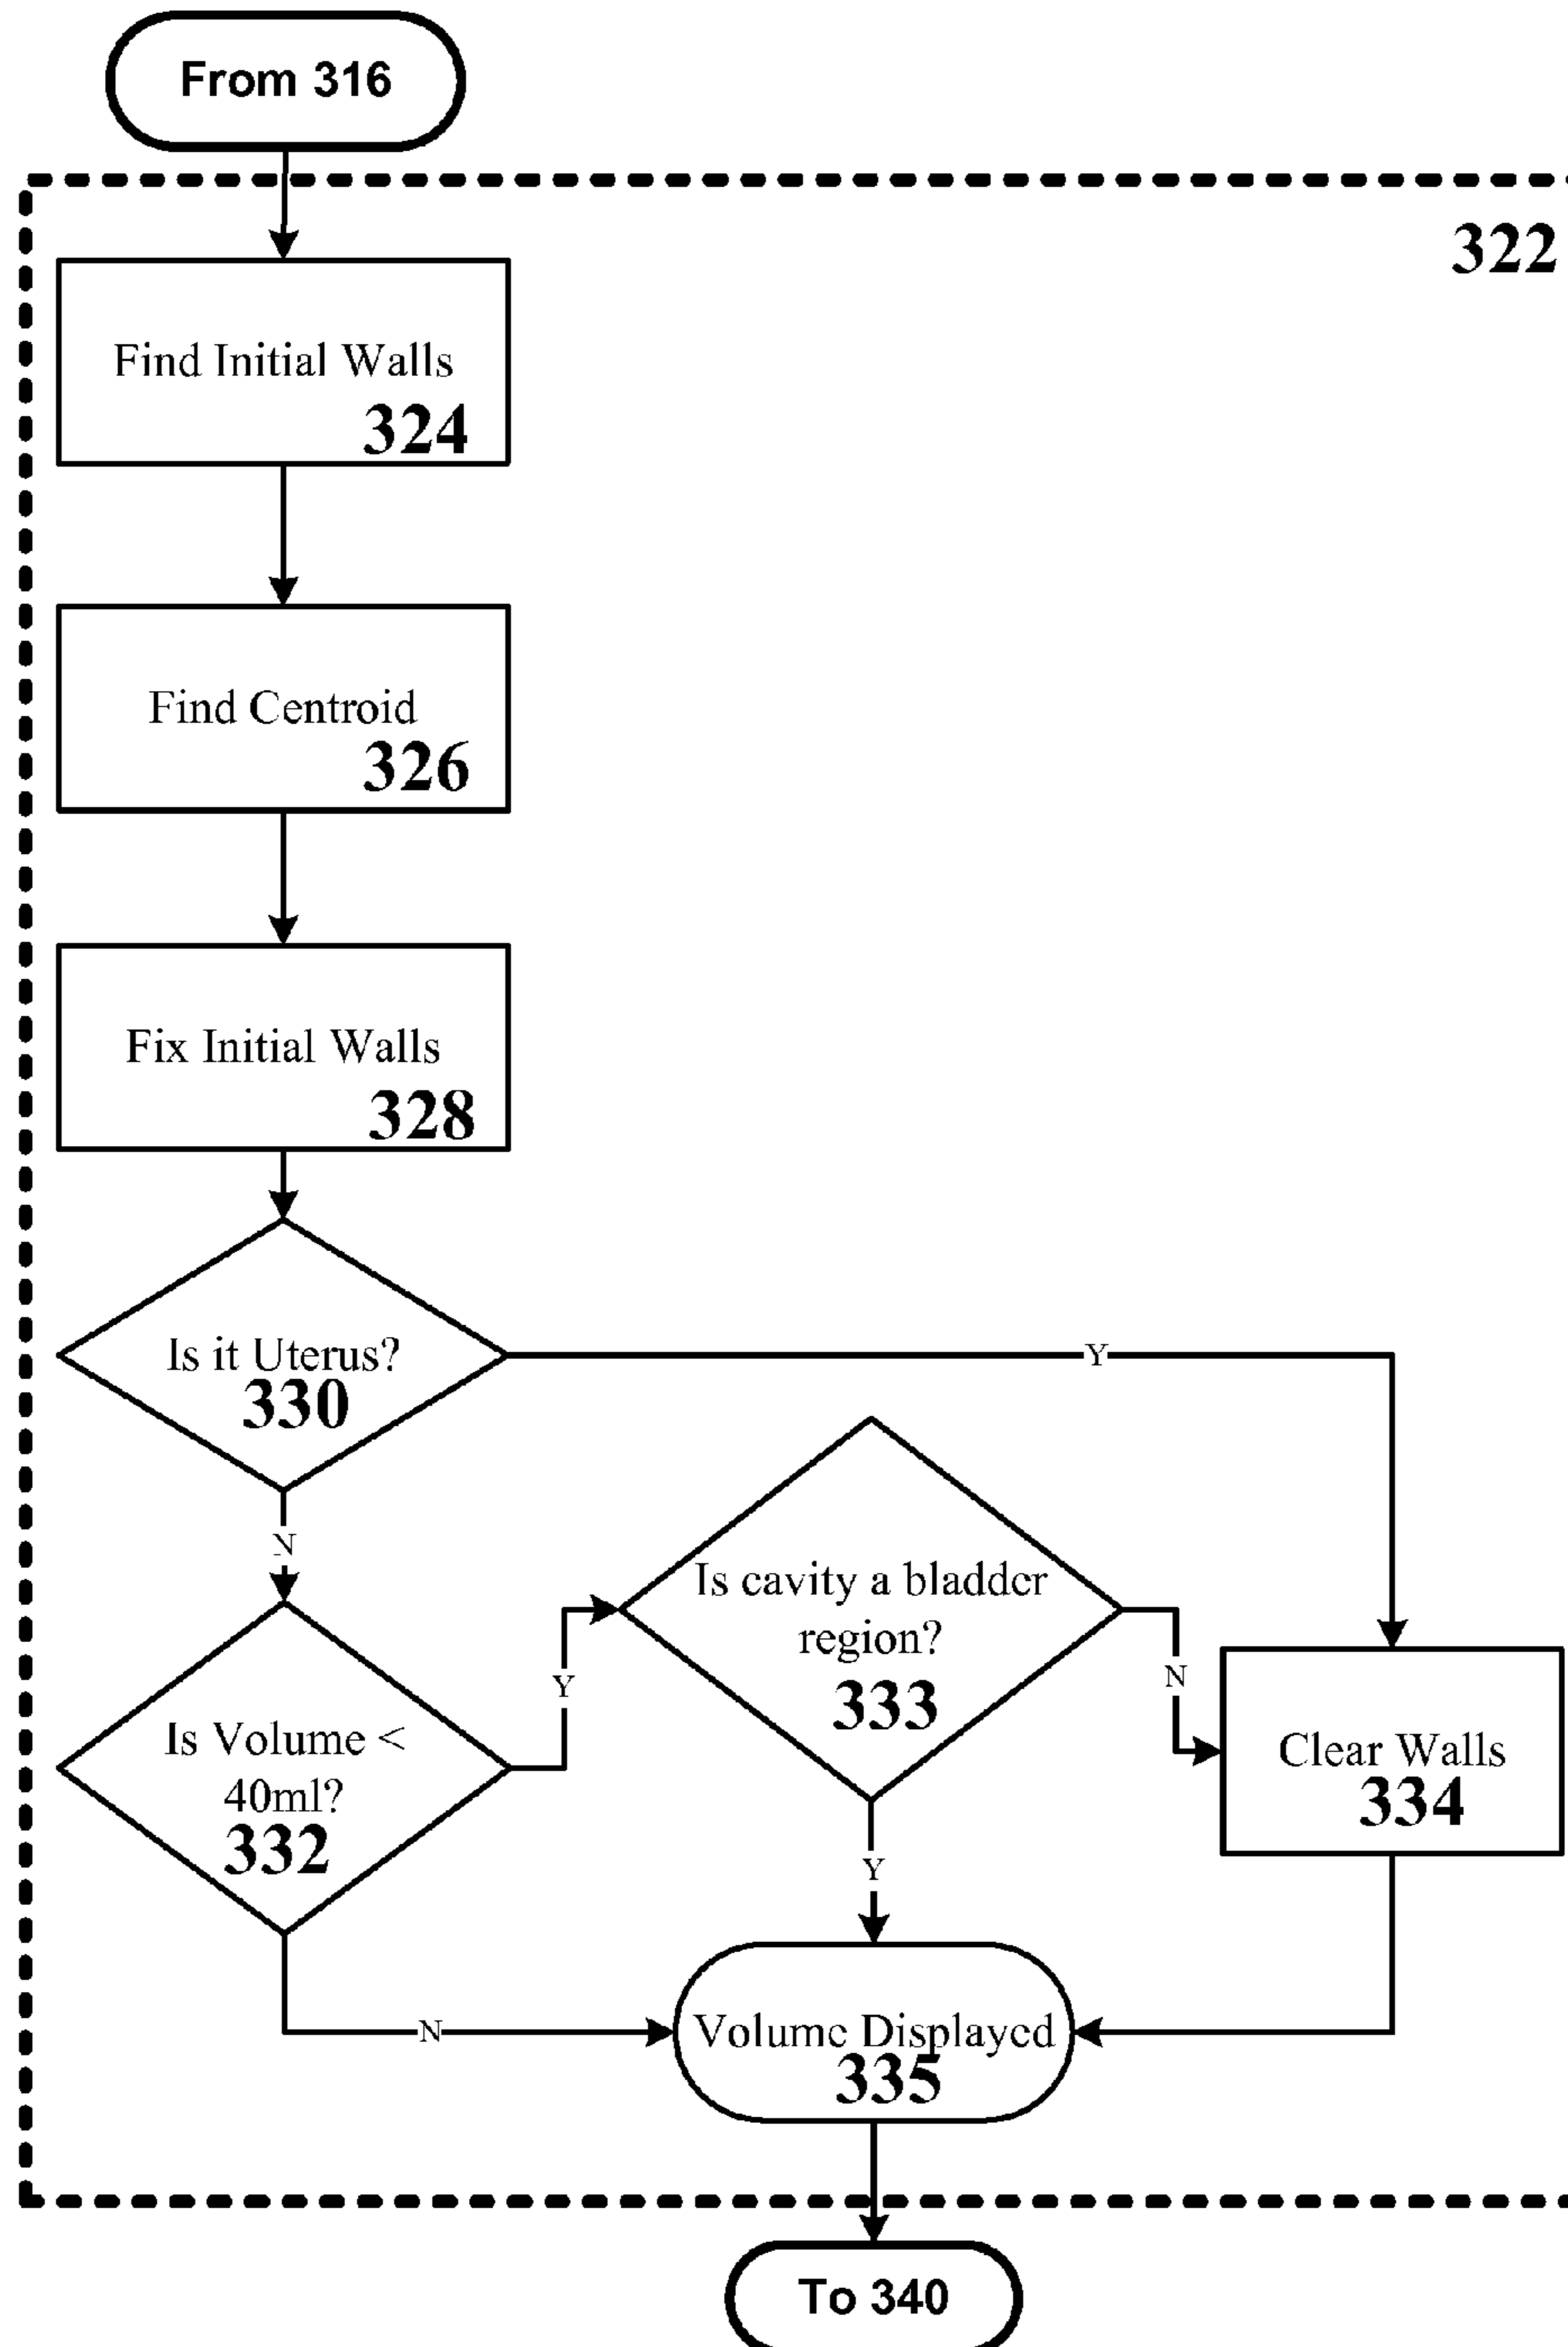 From 316
322
Find Initial Walls
324
Find Centroid
326
Fix Initial Walls
328
Is it Uterus?
330
Y
N
Is cavity a bladder
region?
333
Y
N
Is Volume <
40ml?
332
Clear Walls
334
Y
N
Volume Displayed
335
To 340